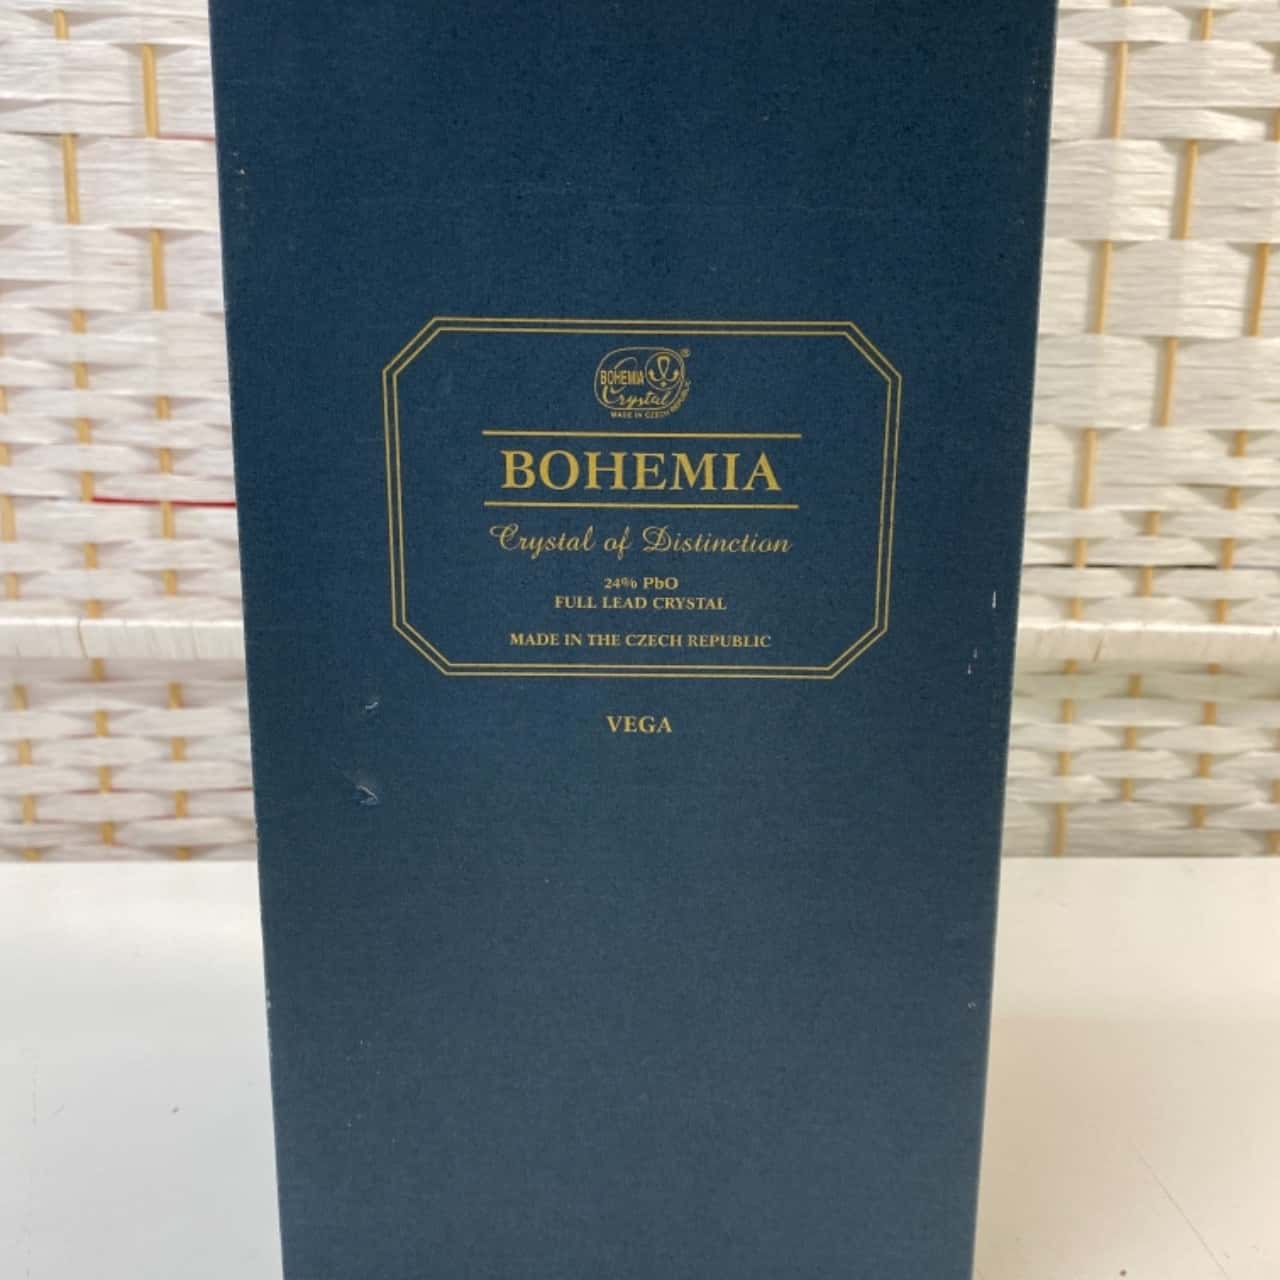 BOHEMIA ®
Crystal
MADE IN CZECH REPUBLIC
BOHEMIA
Crystal of Distinction
24% PbO
FULL LEAD CRYSTAL
MADE IN THE CZECH REPUBLIC
VEGA